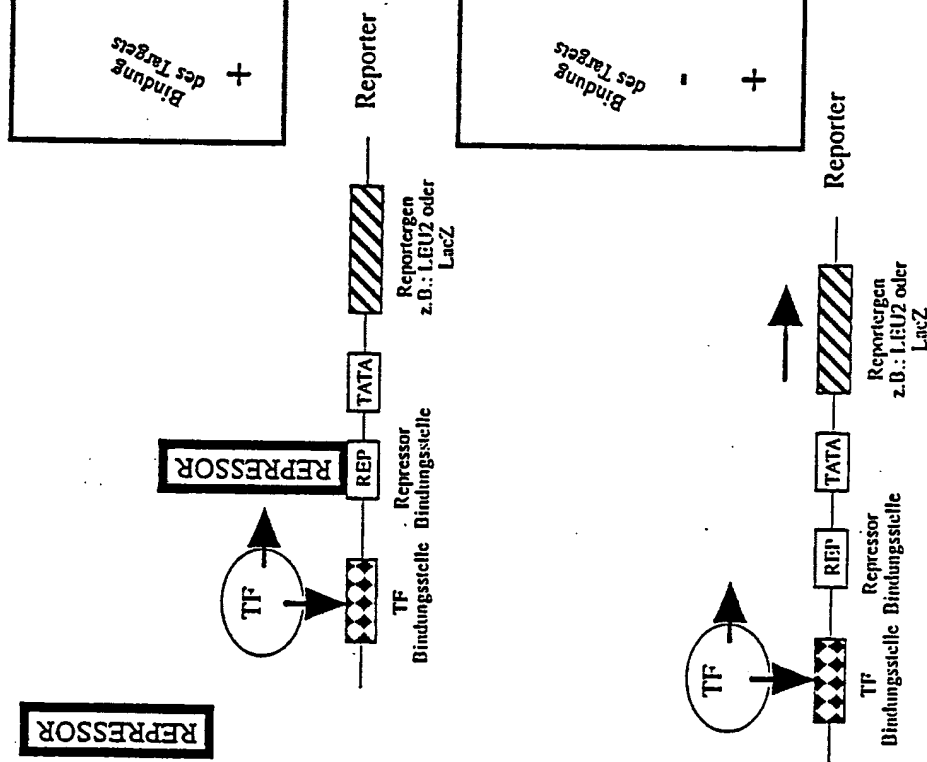 Bindung
des Targets
+
Reporter
REPRESSOR
REPRESSOR
TF
REP
TATA
TF
Bindungsstelle
Repressor
Bindungsstelle
Reportergen
z.B.: LEU2 oder
LacZ
Bindung
des Targets
-
+
Reporter
TF
REP
TATA
TF
Bindungsstelle
Repressor
Bindungsstelle
Reportergen
z.B.: LEU2 oder
LacZ